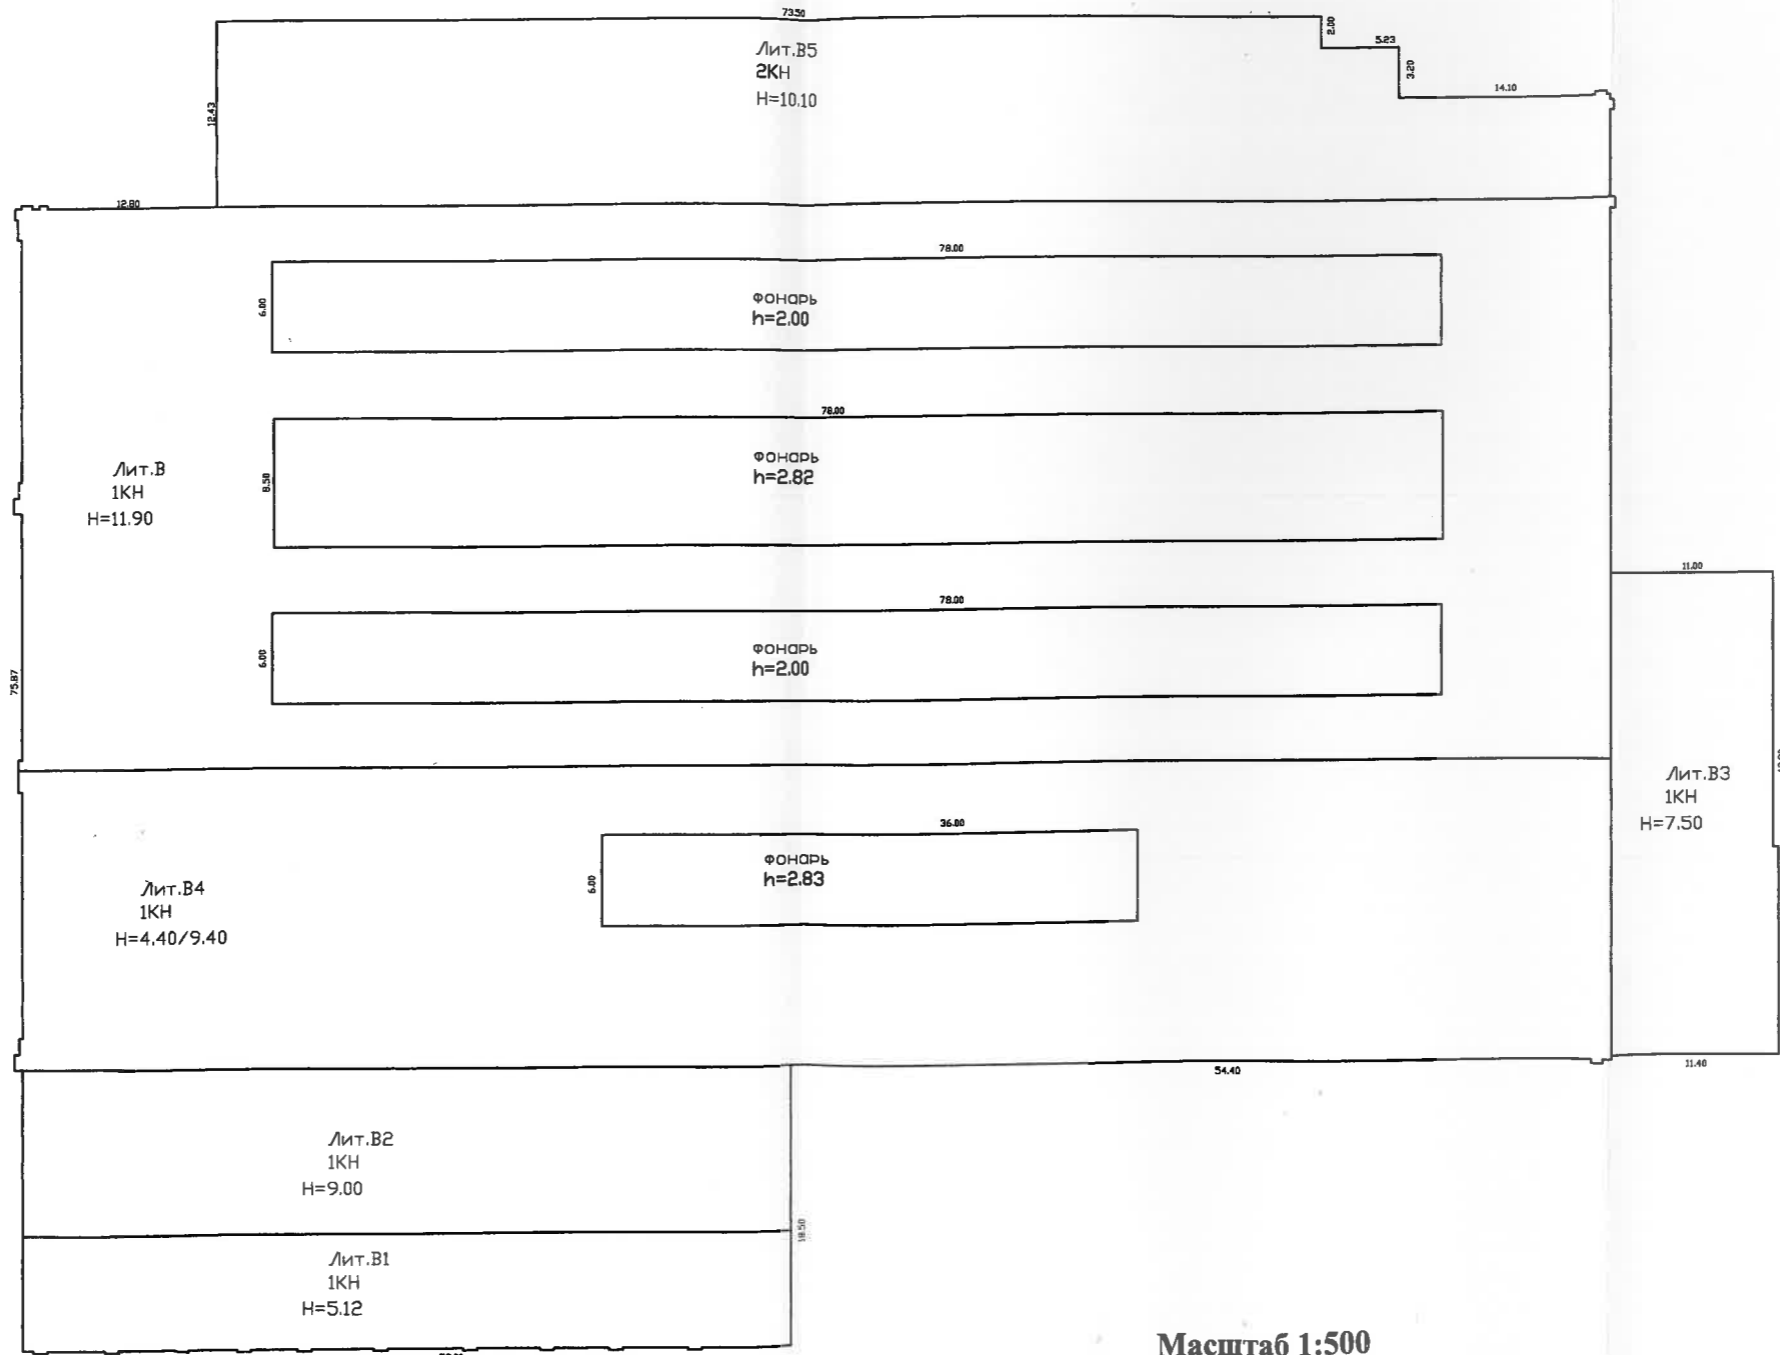 73.50
2.00
5.23
3.20
14.10
Лит.В5
2КН
Н=10.10
12.43
12.80
78.00
6.00
фонарь
h=2.00
78.00
8.50
фонарь
h=2.82
Лит.В
1КН
Н=11.90
78.00
6.00
фонарь
h=2.00
75.87
11.00
Лит.В3
1КН
Н=7.50
36.00
6.00
фонарь
h=2.83
Лит.В4
1КН
Н=4.40/9.40
54.40
11.40
Лит.В2
1КН
Н=9.00
18.50
Лит.В1
1КН
Н=5.12
Масштаб 1:500